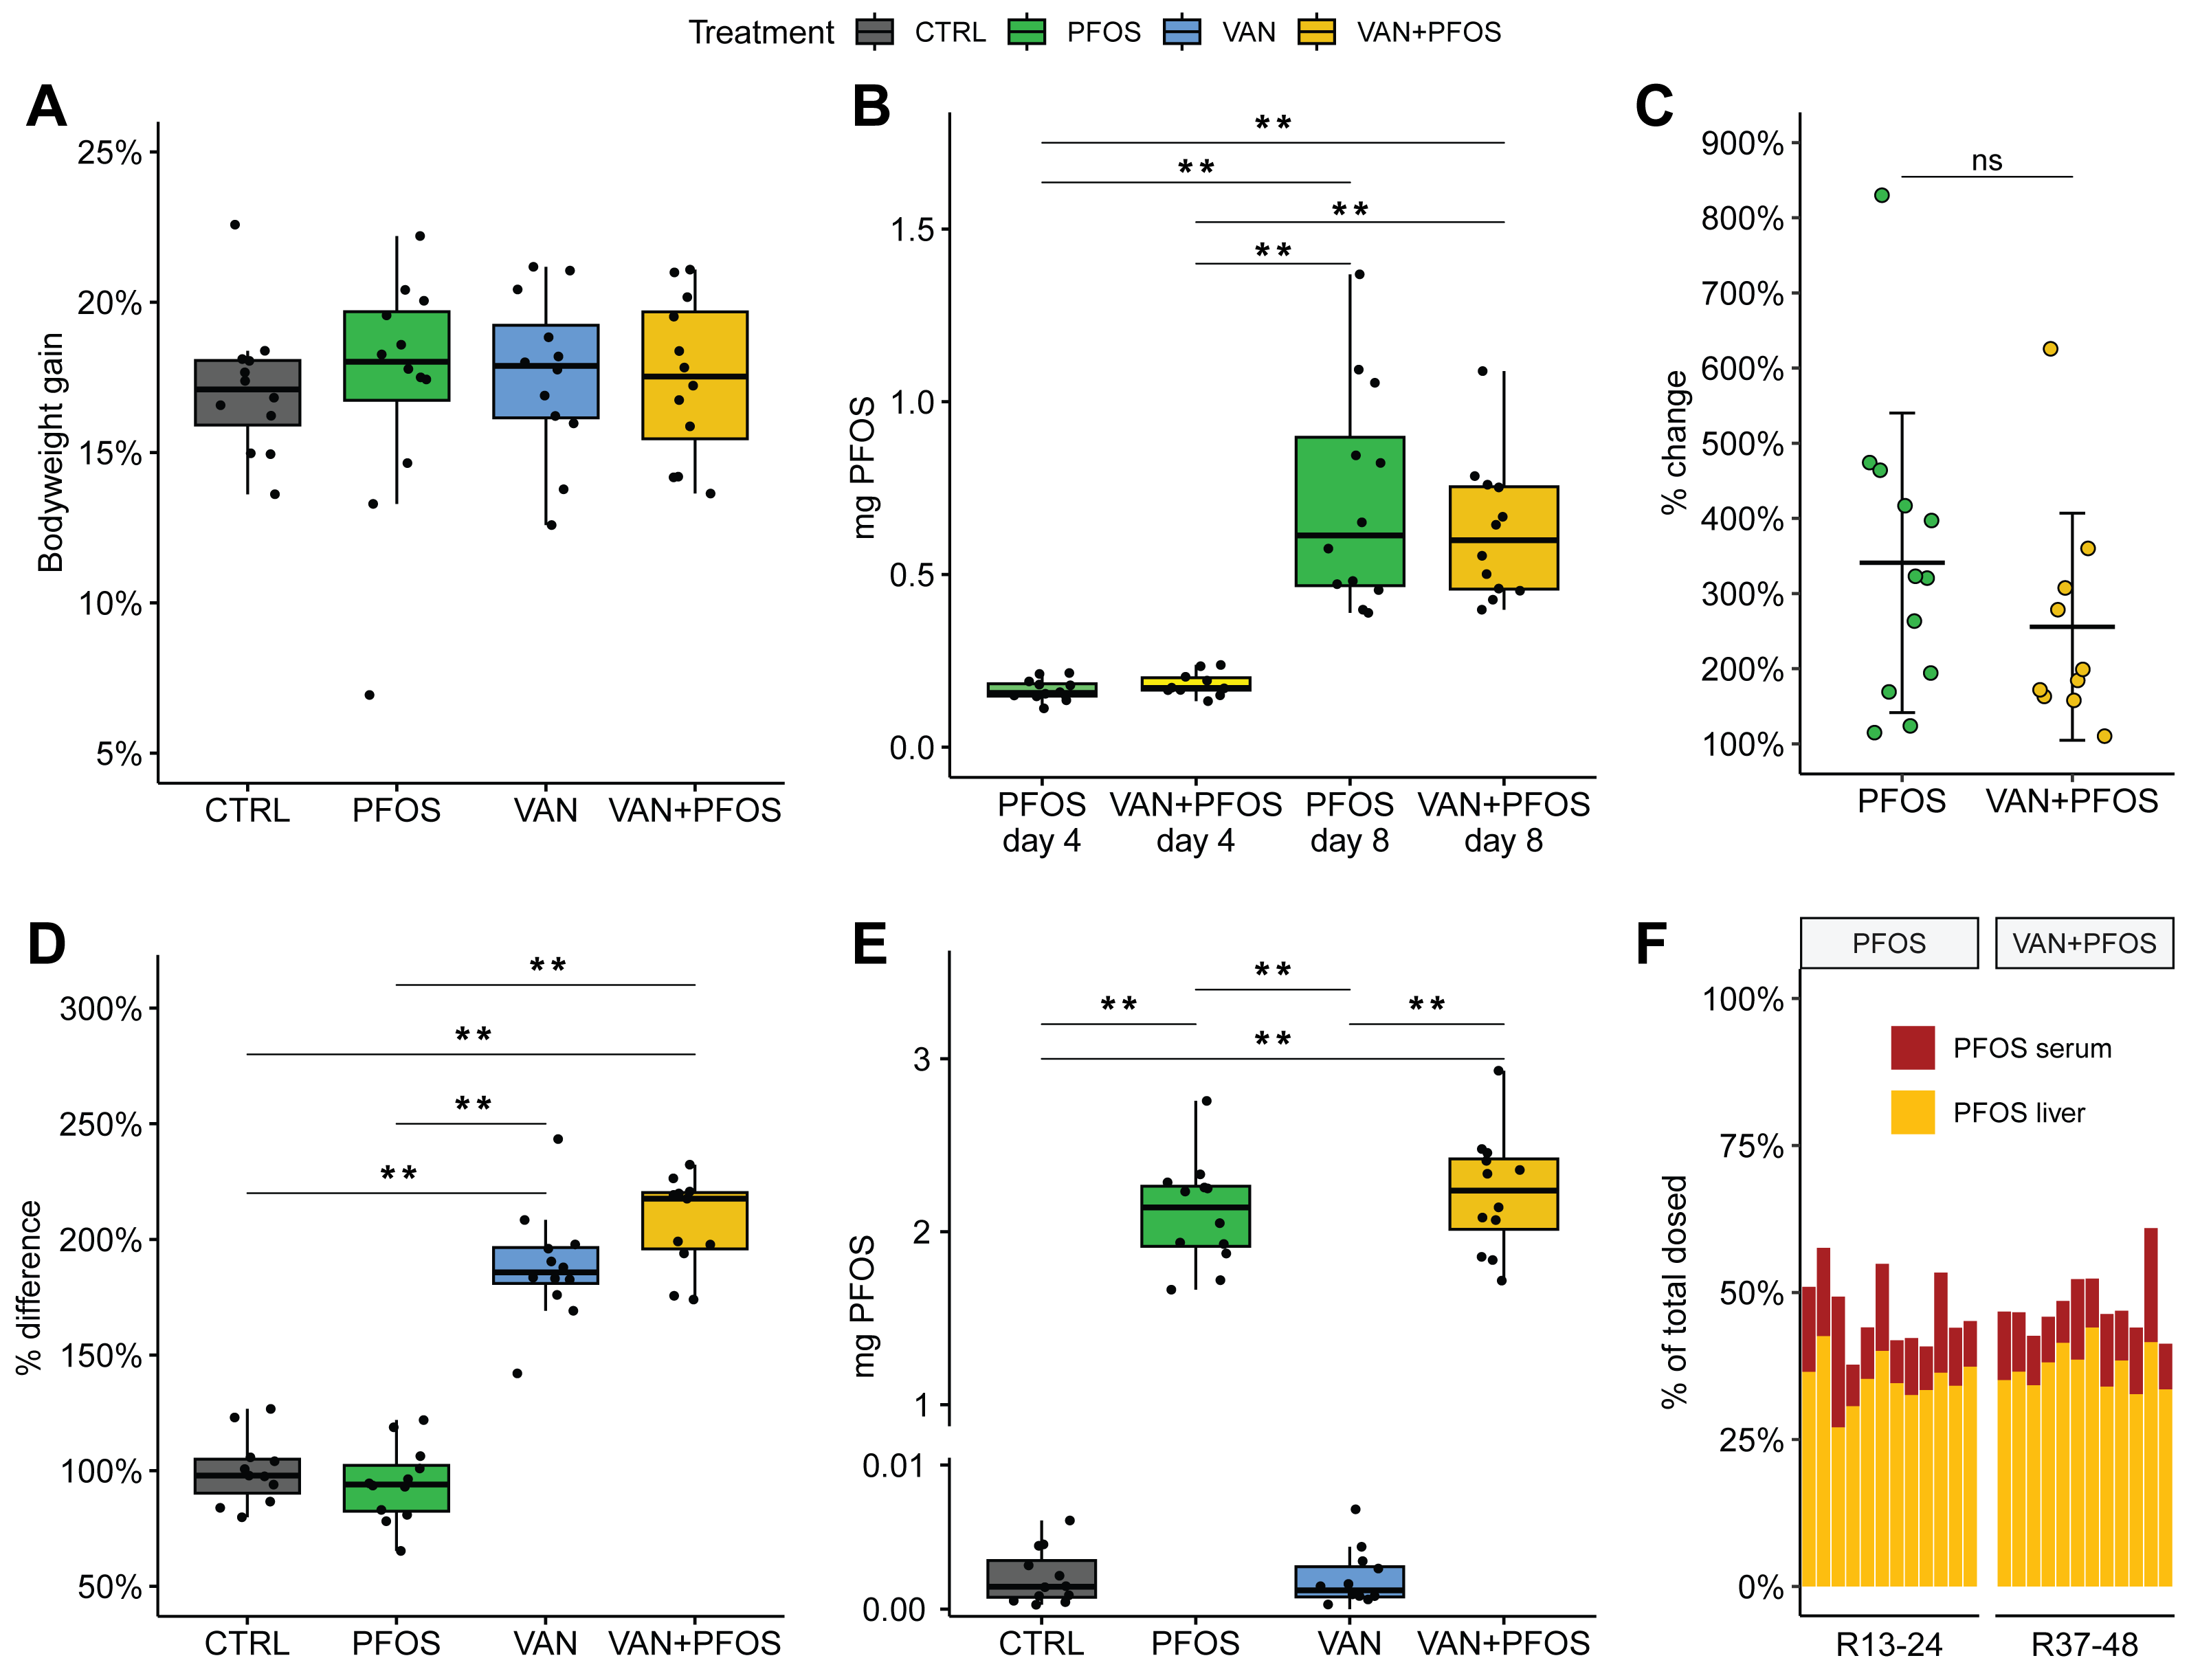 Treatment CTRL PFOS VAN VAN+PFOS
A
Bodyweight gain
25%
20%
15%
10%
5%
CTRL PFOS VAN VAN+PFOS
B
mg PFOS
1.5
1.0
0.5
0.0
**
**
**
**
PFOS VAN+PFOS PFOS VAN+PFOS
day 4 day 4 day 8 day 8
C
% change
900%
800%
700%
600%
500%
400%
300%
200%
100%
ns
PFOS VAN+PFOS
D
% difference
300%
250%
200%
150%
100%
50%
**
**
**
**
CTRL PFOS VAN VAN+PFOS
E
mg PFOS
3
2
1
0.01
0.00
**
** **
**
CTRL PFOS VAN VAN+PFOS
F
PFOS VAN+PFOS
% of total dosed
100%
75%
50%
25%
0%
PFOS serum
PFOS liver
R13-24 R37-48